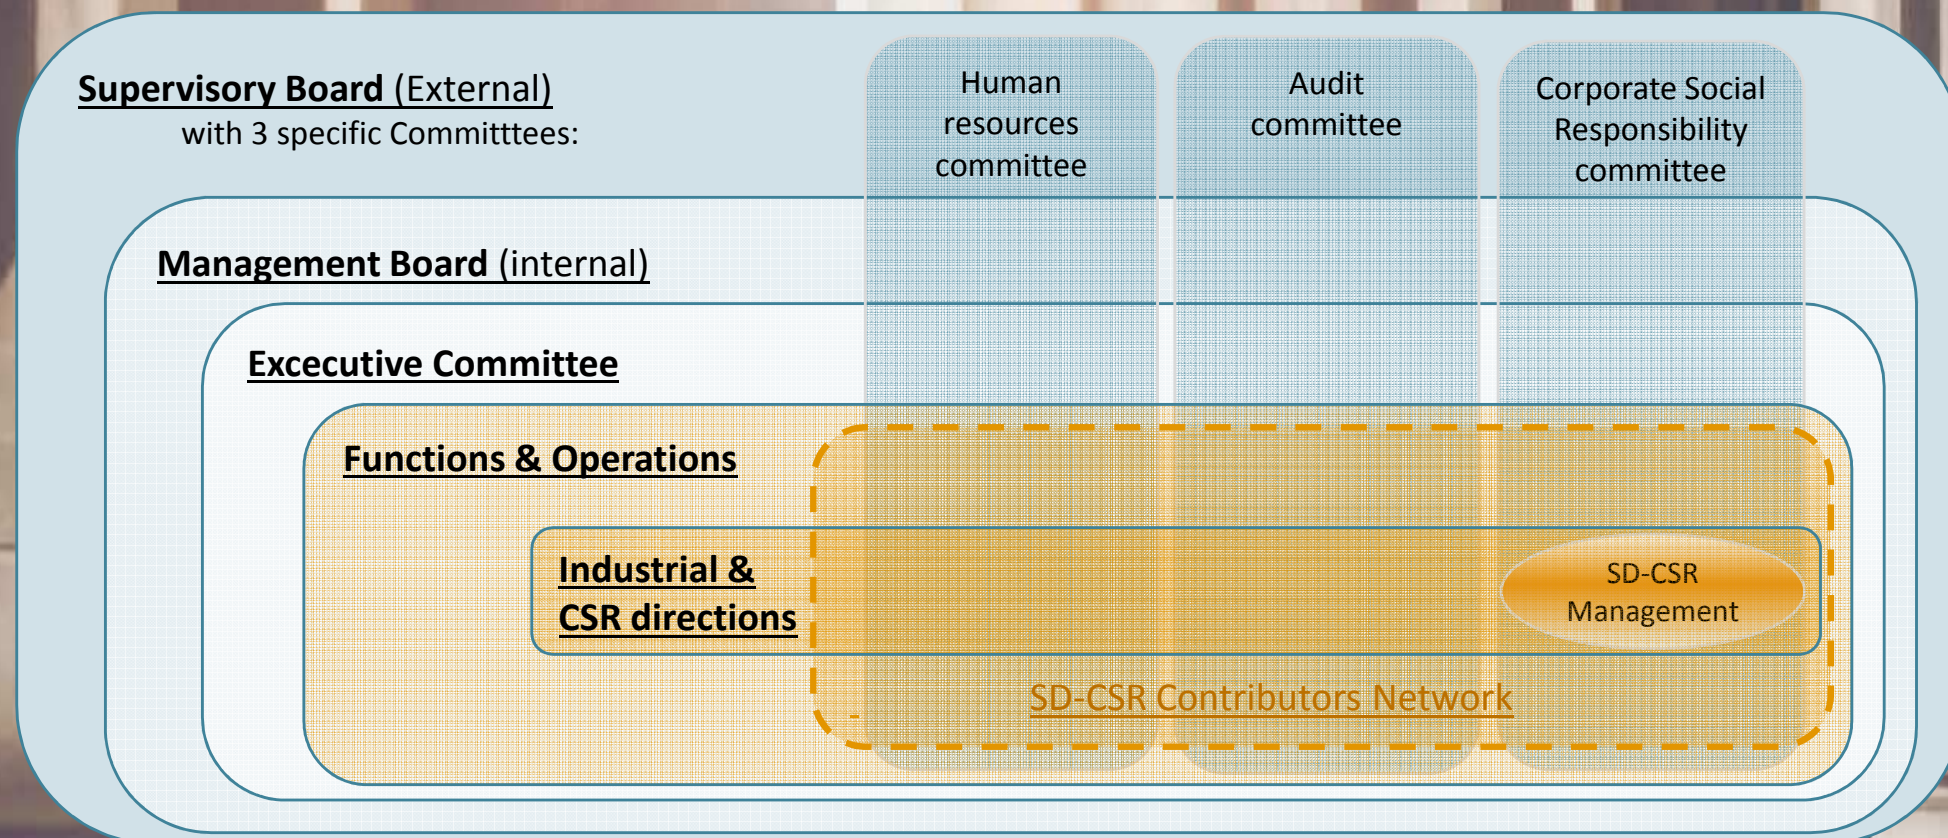 Supervisory Board (External)
with 3 specific Committtees:
Human
resources
committee
Audit
committee
Corporate Social
Responsibility
committee
Management Board (internal)
Excecutive Committee
Functions & Operations
Industrial &
CSR directions
SD-CSR
Management
SD-CSR Contributors Network